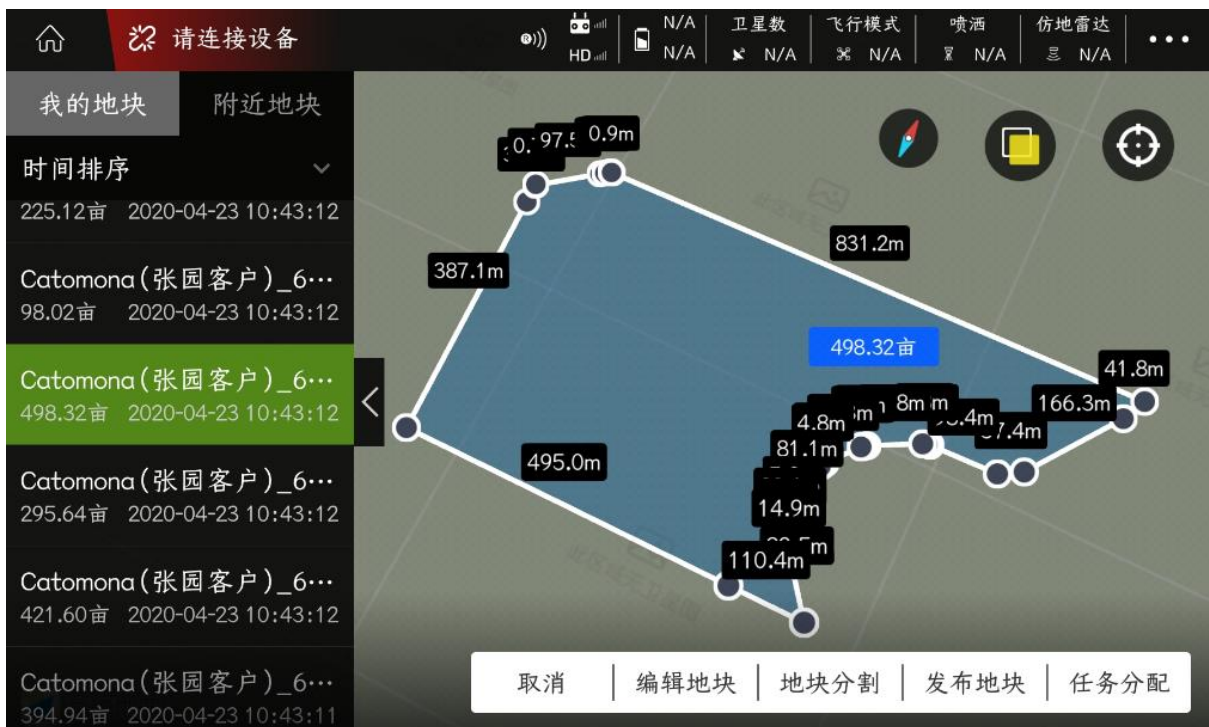 请连接设备
HD
N/A
N/A
卫星数
N/A
飞行模式
N/A
喷洒
N/A
仿地雷达
N/A
我的地块
附近地块
时间排序
225.12亩 2020-04-23 10:43:12
Catomona(张园客户)_6…
98.02亩 2020-04-23 10:43:12
Catomona(张园客户)_6…
498.32亩 2020-04-23 10:43:12
Catomona(张园客户)_6…
295.64亩 2020-04-23 10:43:12
Catomona(张园客户)_6…
421.60亩 2020-04-23 10:43:12
Catomona(张园客户)_6…
394.94亩 2020-04-23 10:43:11
0.9m
831.2m
387.1m
498.32亩
41.8m
166.3m
4.8m
8m
81.1m
495.0m
14.9m
110.4m
取消
编辑地块
地块分割
发布地块
任务分配